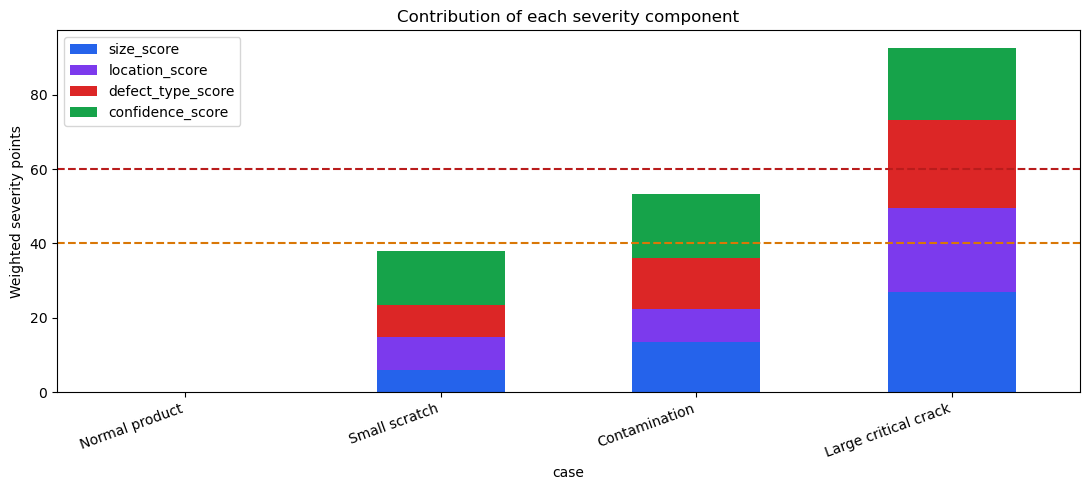 Contribution of each severity component
size_score
location_score
defect_type_score
confidence_score
Weighted severity points
80
60
40
20
0
Normal product
Small scratch
Contamination
Large critical crack
case